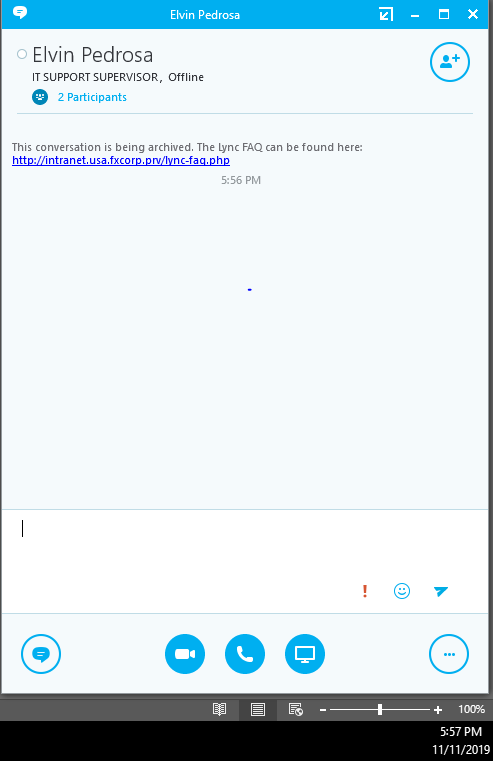 Elvin Pedrosa
Elvin Pedrosa
IT SUPPORT SUPERVISOR , Offline
2 Participants
This conversation is being archived. The Lync FAQ can be found here:
http://intranet.usa.fxcorp.prv/lync-faq.php
5:56 PM
-
!
100%
5:57 PM
11/11/2019